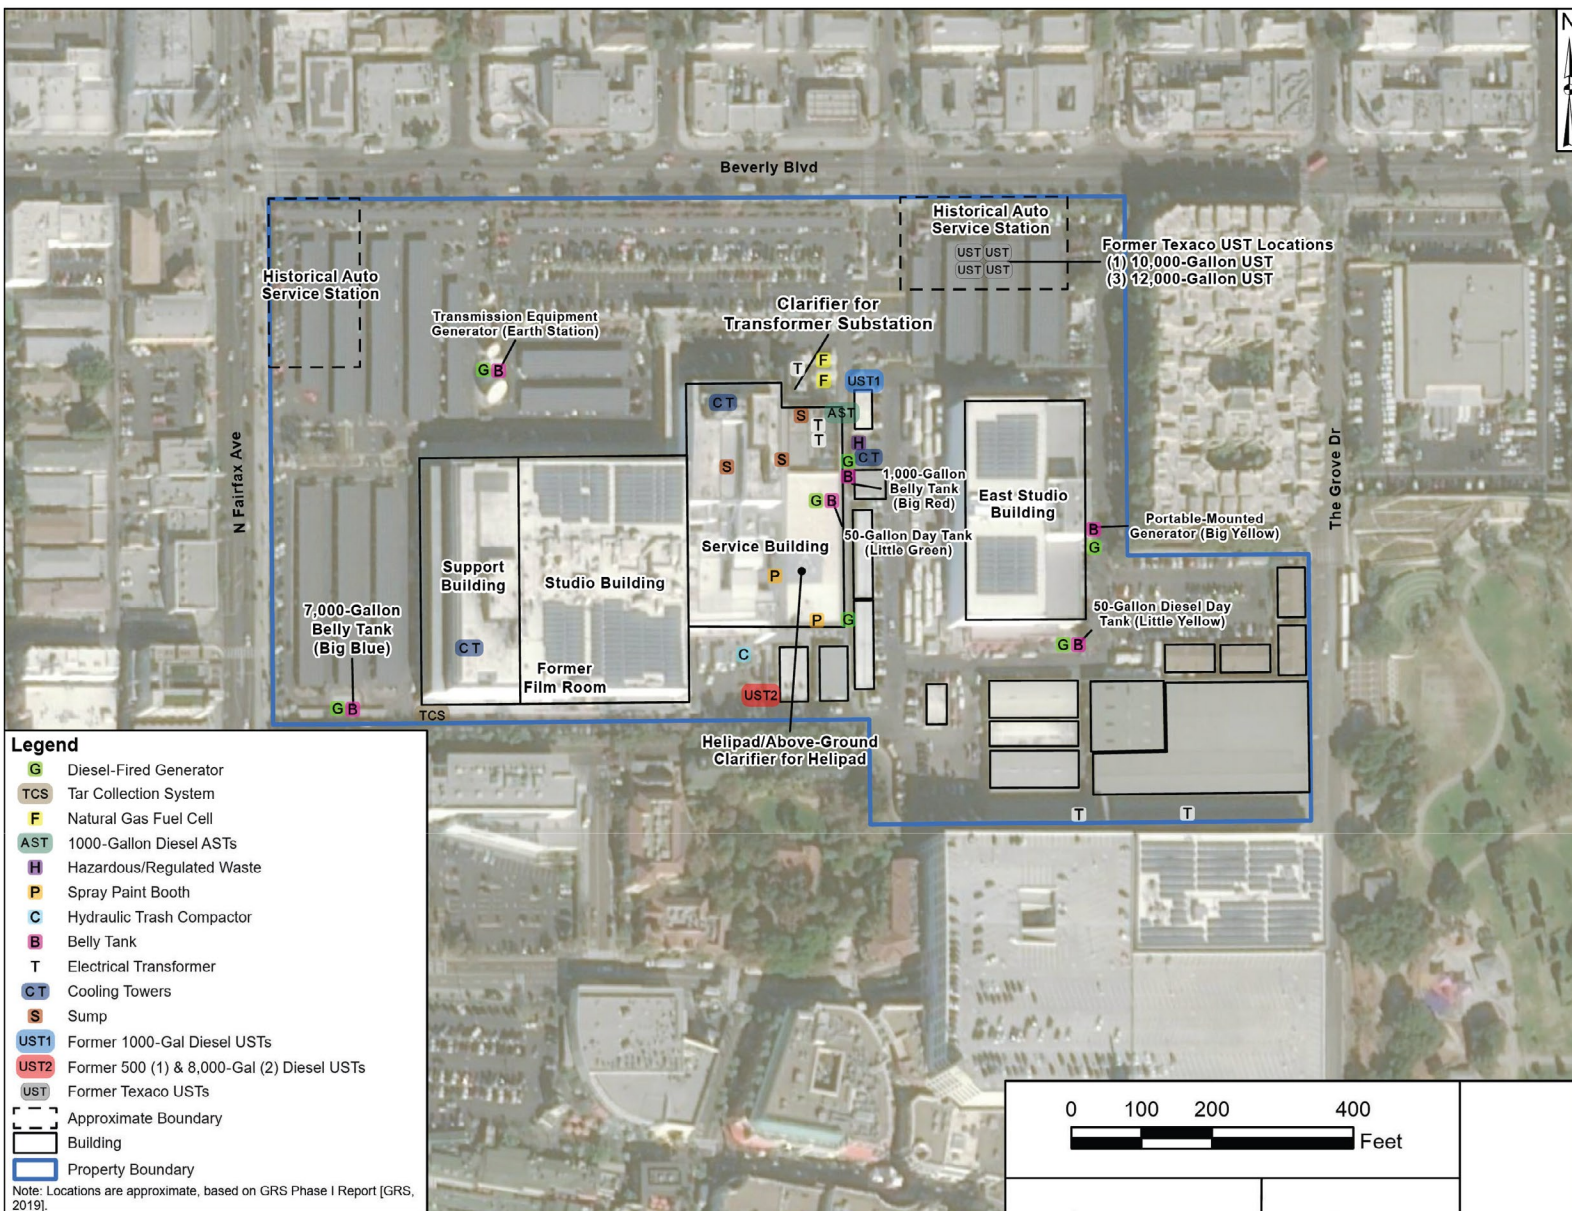 N
Beverly Blvd
Historical Auto
Service Station
UST UST
UST UST
Former Texaco UST Locations
(1) 10,000-Gallon UST
(3) 12,000-Gallon UST
Historical Auto
Service Station
Transmission Equipment
Generator (Earth Station)
G B
Clarifier for
Transformer Substation
T
F
F
UST1
CT
S
AST
T
T
H
G CT
B
S
S
1,000-Gallon
Belly Tank
(Big Red)
G B
50-Gallon Day Tank
(Little Green)
East Studio
Building
B
G
Portable-Mounted
Generator (Big Yellow)
N Fairfax Ave
The Grove Dr
Service Building
Support
Building
Studio Building
P
P
G
7,000-Gallon
Belly Tank
(Big Blue)
50-Gallon Diesel Day
Tank (Little Yellow)
G B
CT
C
Former
Film Room
UST2
G B
TCS
Helipad/Above-Ground
Clarifier for Helipad
T
T
Legend
G Diesel-Fired Generator
TCS Tar Collection System
F Natural Gas Fuel Cell
AST 1000-Gallon Diesel ASTs
H Hazardous/Regulated Waste
P Spray Paint Booth
C Hydraulic Trash Compactor
B Belly Tank
T Electrical Transformer
CT Cooling Towers
S Sump
UST1 Former 1000-Gal Diesel USTs
UST2 Former 500 (1) & 8,000-Gal (2) Diesel USTs
UST Former Texaco USTs
Approximate Boundary
Building
Property Boundary
Note: Locations are approximate, based on GRS Phase I Report [GRS,
2019].
0 100 200 400
Feet